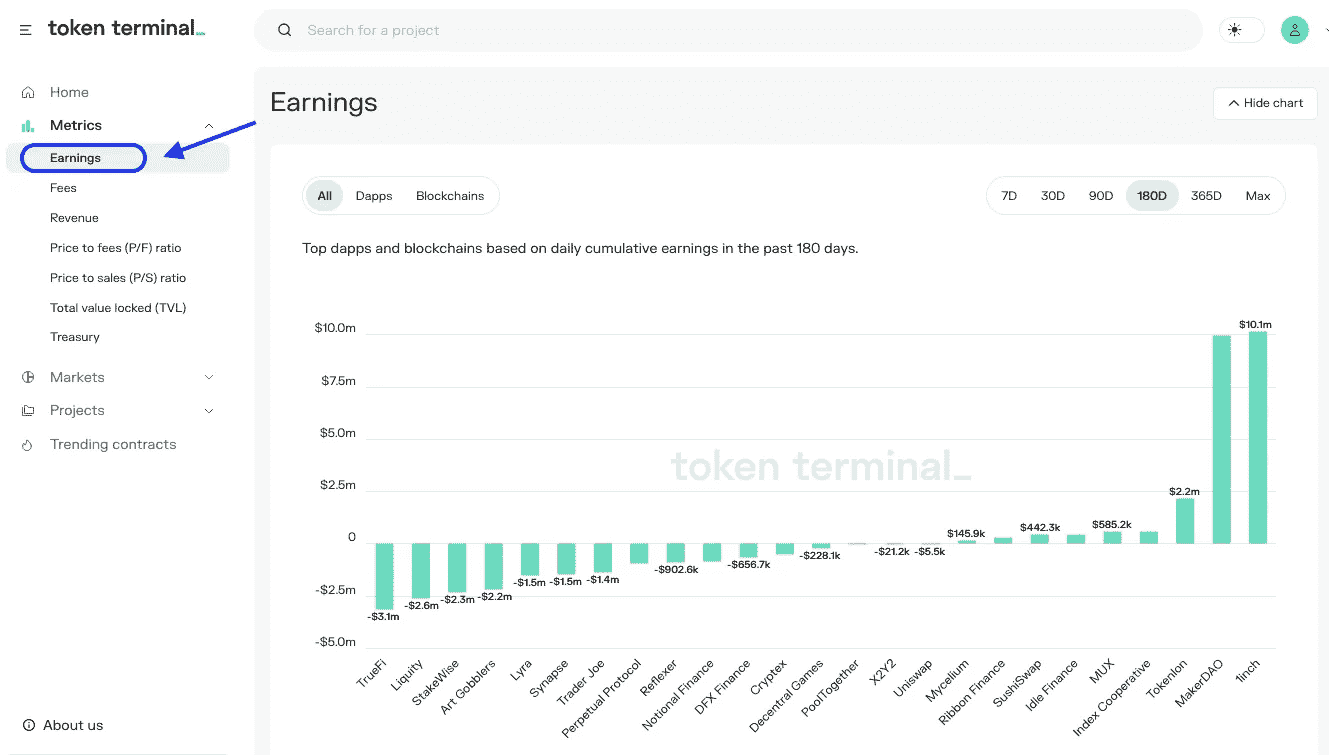 token terminal_
Search for a project
Home
Metrics
Earnings
Fees
Revenue
Price to fees (P/F) ratio
Price to sales (P/S) ratio
Total value locked (TVL)
Treasury
Markets
Projects
Trending contracts
About us
Earnings
Hide chart
All Dapps Blockchains
7D 30D 90D 180D 365D Max
Top dapps and blockchains based on daily cumulative earnings in the past 180 days.
$10.0m
$7.5m
$5.0m
$2.5m
0
-$2.5m
-$5.0m
token terminal_
-$3.1m
-$2.6m
-$2.3m
-$2.2m
-$1.5m
-$1.5m
-$1.4m
-$902.6k
-$656.7k
-$228.1k
-$21.2k
-$5.5k
$145.9k
$442.3k
$585.2k
$2.2m
$10.1m
TrueFi
Liquity
StakeWise
Art Gobblers
Lyra
Synapse
Trader Joe
Perpetual Protocol
Reflexer
Notional Finance
DFX Finance
Cryptex
Decentral Games
PoolTogether
X2Y2
Uniswap
Mycelium
Ribbon Finance
SushiSwap
Idle Finance
MUX
Index Cooperative
Tokenlon
MakerDAO
1inch